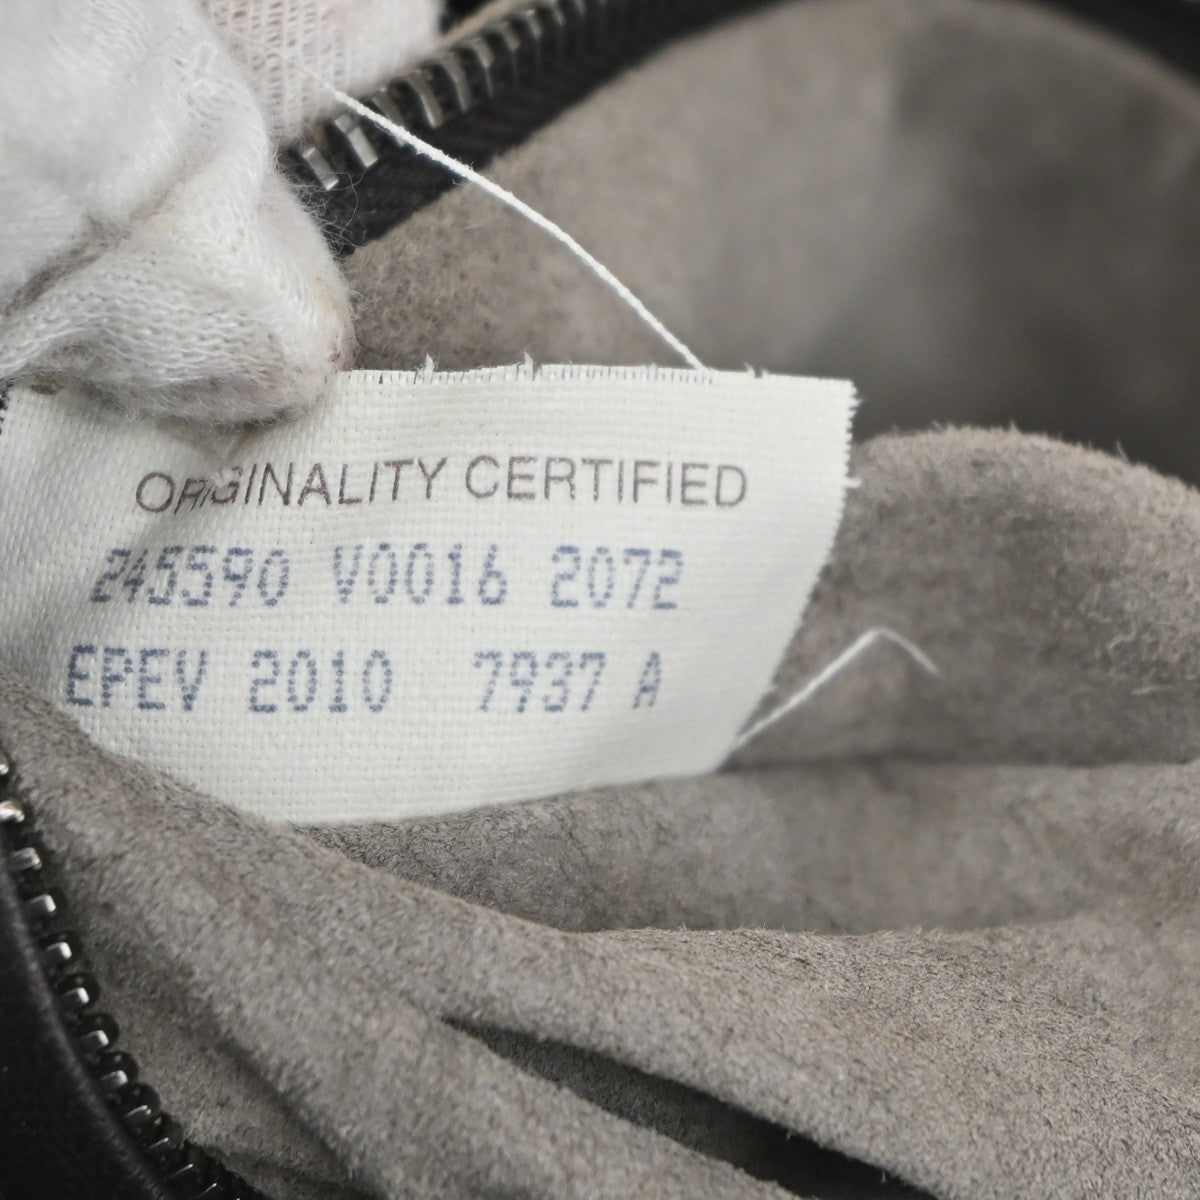 ORIGINALITY CERTIFIED
245590 V0016 2072
EPEV 2010 7937 A